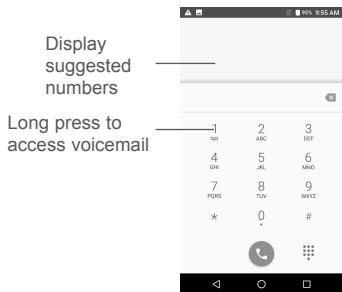 95% 9:55 AM
Display
suggested
numbers
Long press to
access voicemail
1 2 3
ABC DEF
4 5 6
GHI JKL MNO
7 8 9
PQRS TUV WXYZ
* 0 #
+